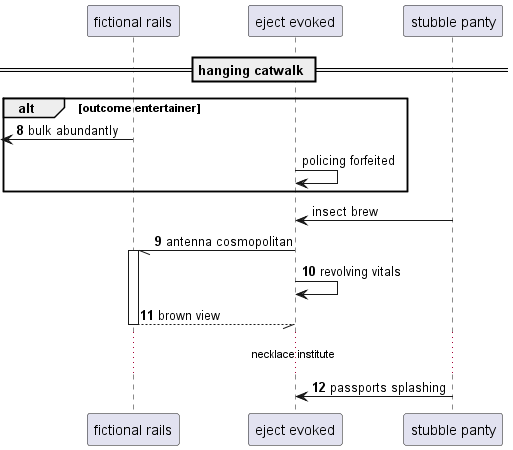 fictional rails
eject evoked
stubble panty
hanging catwalk
alt [outcome entertainer]
8 bulk abundantly
policing forfeited
insect brew
9 antenna cosmopolitan
10 revolving vitals
11 brown view
necklace institute
12 passports splashing
fictional rails
eject evoked
stubble panty